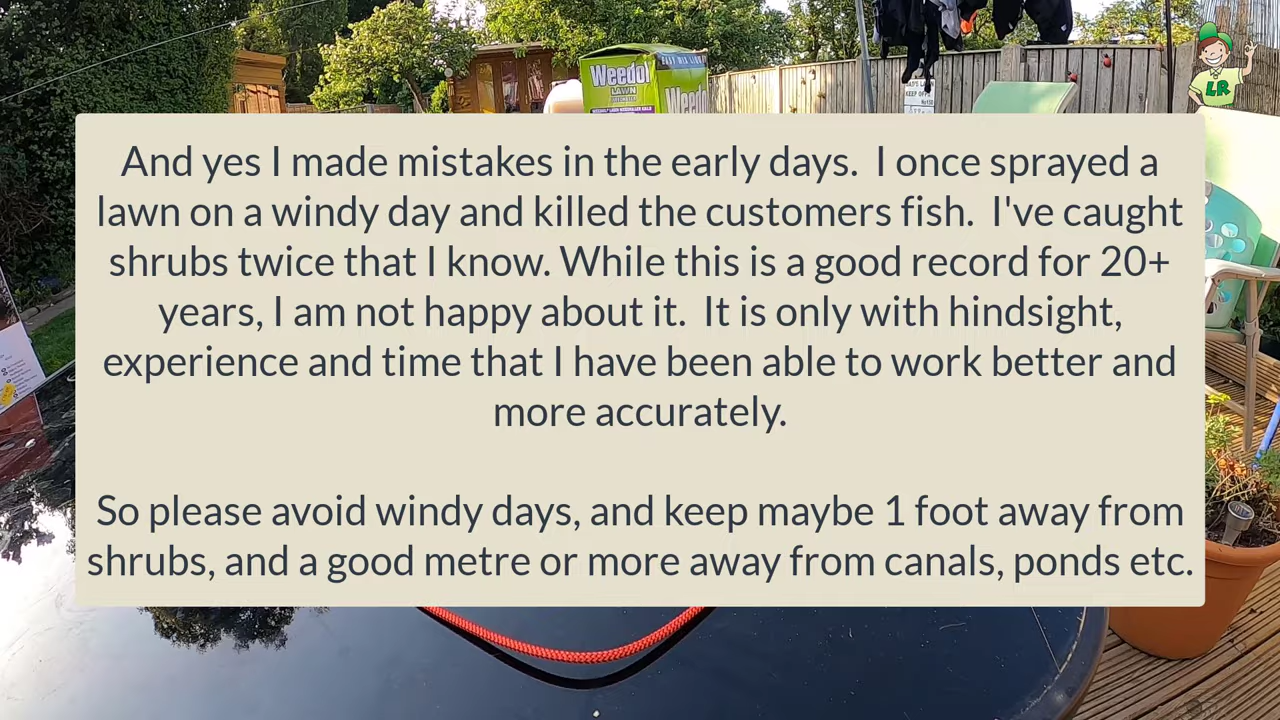 Weedol
LAWN
Weedo
KEEP OFF
LR
And yes I made mistakes in the early days.  I once sprayed a
lawn on a windy day and killed the customers fish.  I've caught
shrubs twice that I know. While this is a good record for 20+
years, I am not happy about it.  It is only with hindsight,
experience and time that I have been able to work better and
more accurately.
So please avoid windy days, and keep maybe 1 foot away from
shrubs, and a good metre or more away from canals, ponds etc.